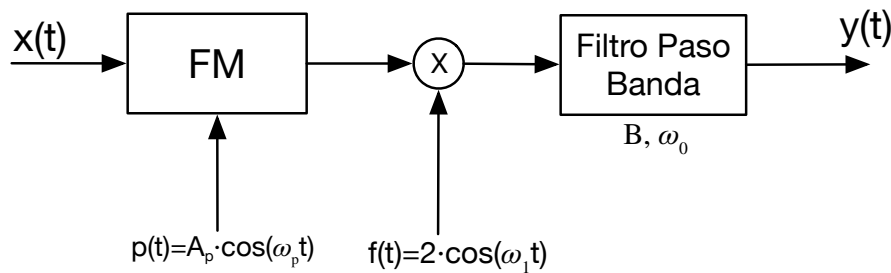 x(t)
FM
X
Filtro Paso
Banda
y(t)
B, ω₀
p(t)=Aₚ·cos(ωₚt)
f(t)=2·cos(ω₁t)